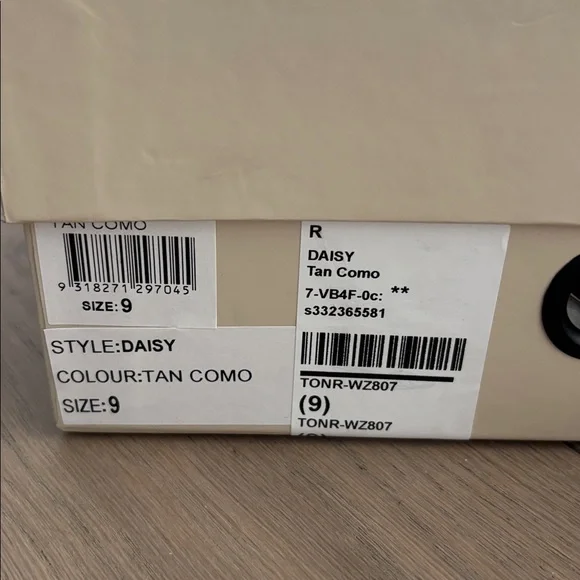 TAN COMO
9 318271 297045
SIZE: 9
STYLE:DAISY
COLOUR:TAN COMO
SIZE: 9
R
DAISY
Tan Como
7-VB4F-0c: **
s332365581
TONR-WZ807
(9)
TONR-WZ807